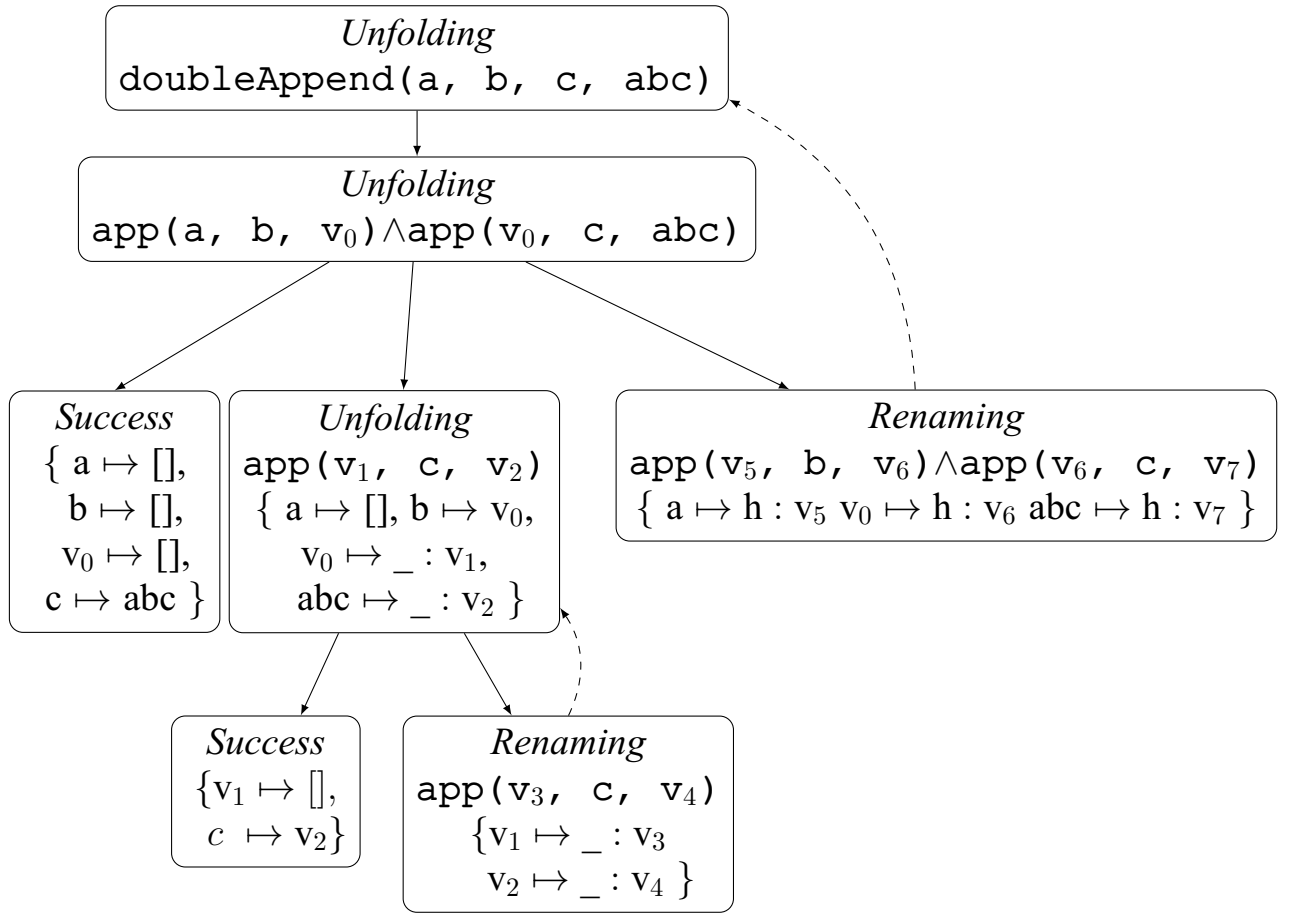 Unfolding
doubleAppend(a, b, c, abc)
Unfolding
app(a, b, v₀)∧app(v₀, c, abc)
Success
{ a ↦ [],
b ↦ [],
v₀ ↦ [],
c ↦ abc }
Unfolding
app(v₁, c, v₂)
{ a ↦ [], b ↦ v₀,
v₀ ↦ _ : v₁,
abc ↦ _ : v₂ }
Renaming
app(v₅, b, v₆)∧app(v₆, c, v₇)
{ a ↦ h : v₅ v₀ ↦ h : v₆ abc ↦ h : v₇ }
Success
{v₁ ↦ [],
c ↦ v₂}
Renaming
app(v₃, c, v₄)
{v₁ ↦ _ : v₃
v₂ ↦ _ : v₄ }